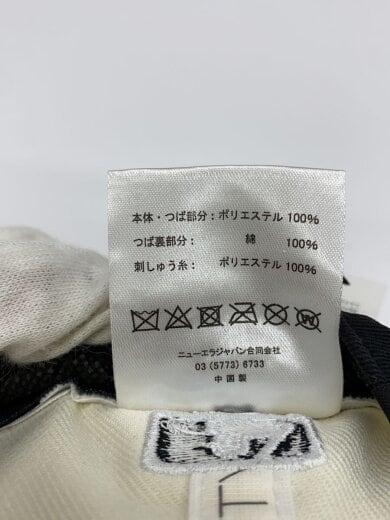 本体・つば部分：ポリエステル 100%
つば裏部分： 綿 100%
刺しゅう糸： ポリエステル 100%
ニューエラジャパン合同会社
03 (5773) 6733
中国製